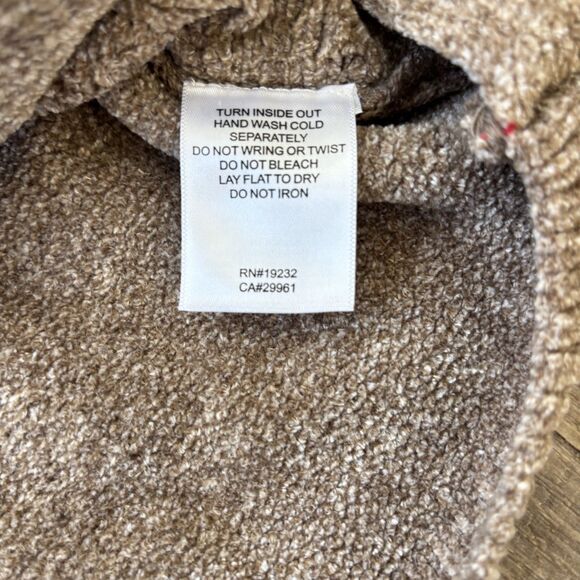 TURN INSIDE OUT
HAND WASH COLD
SEPARATELY
DO NOT WRING OR TWIST
DO NOT BLEACH
LAY FLAT TO DRY
DO NOT IRON
RN#19232
CA#29961